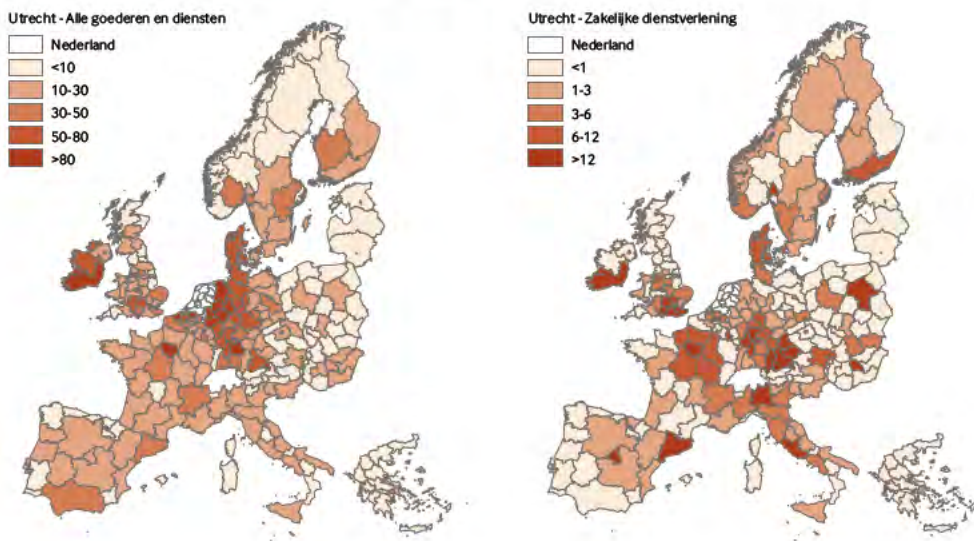 Utrecht - Alle goederen en diensten
Nederland
<10
10-30
30-50
50-80
>80
Utrecht - Zakelijke dienstverlening
Nederland
<1
1-3
3-6
6-12
>12